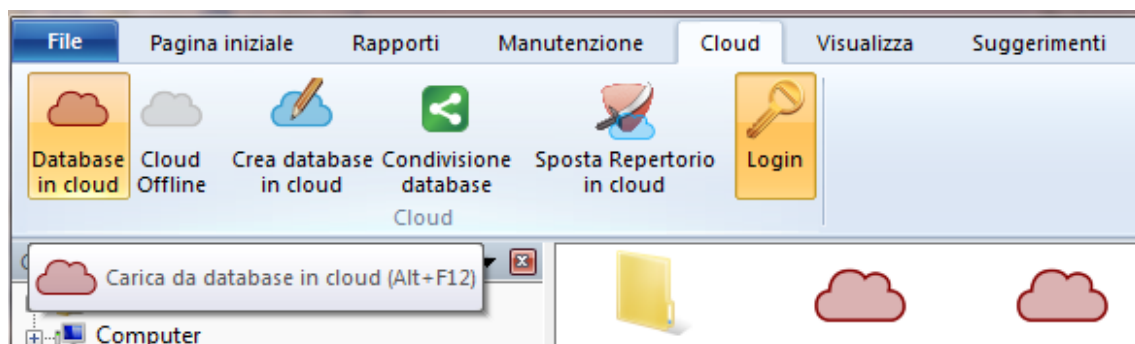 File Pagina iniziale Rapporti Manutenzione Cloud Visualizza Suggerimenti
Database in cloud
Cloud Offline
Crea database in cloud
Condivisione database
Sposta Repertorio in cloud
Login
Cloud
Carica da database in cloud (Alt+F12)
Computer